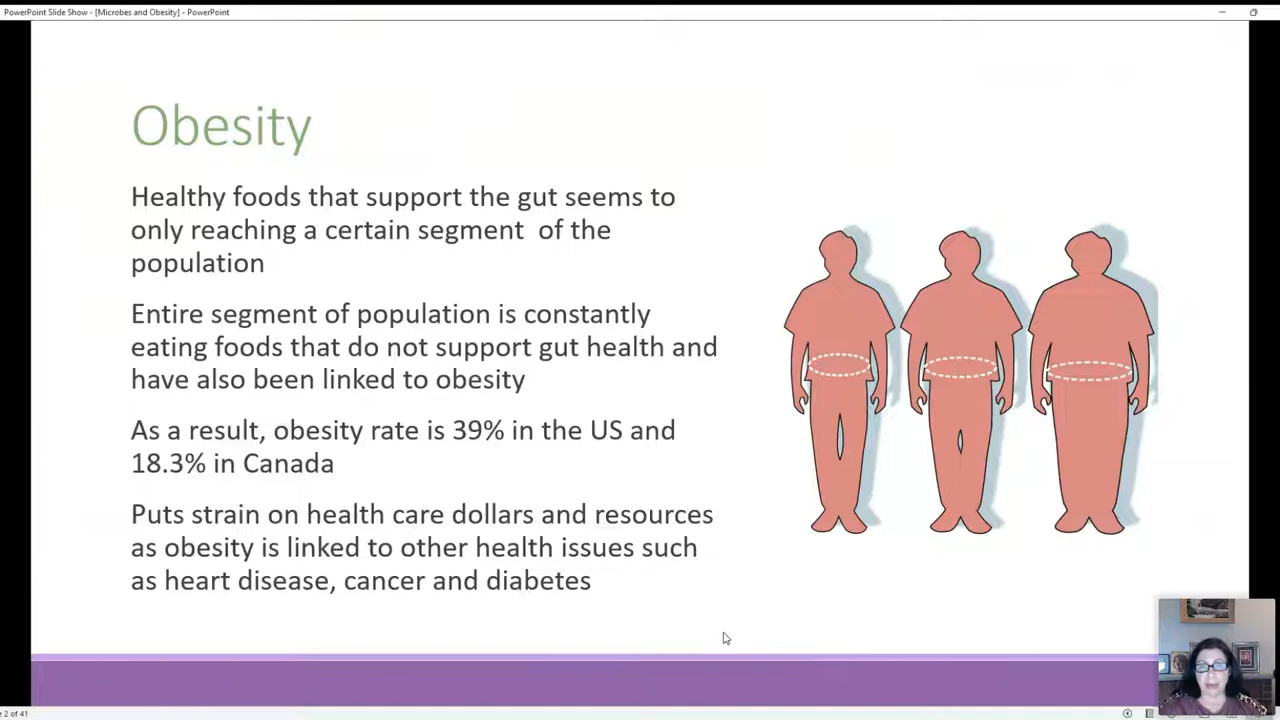 PowerPoint Slide Show - [Microbes and Obesity] - PowerPoint
Obesity
Healthy foods that support the gut seems to
only reaching a certain segment of the
population
Entire segment of population is constantly
eating foods that do not support gut health and
have also been linked to obesity
As a result, obesity rate is 39% in the US and
18.3% in Canada
Puts strain on health care dollars and resources
as obesity is linked to other health issues such
as heart disease, cancer and diabetes
2 of 41